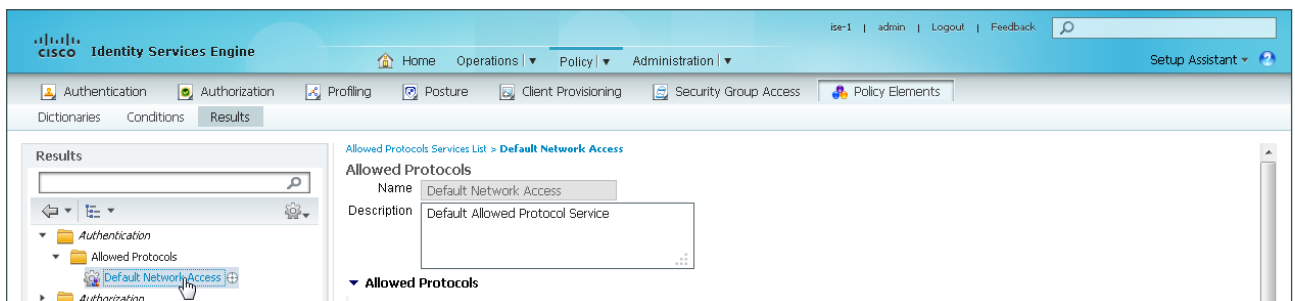 ise-1 | admin | Logout | Feedback
CISCO Identity Services Engine
Home Operations | Policy | Administration | Setup Assistant
Authentication Authorization Profiling Posture Client Provisioning Security Group Access Policy Elements
Dictionaries Conditions Results
Results
Authentication
Allowed Protocols
Default Network Access
Authorization
Allowed Protocols Services List > Default Network Access
Allowed Protocols
Name Default Network Access
Description Default Allowed Protocol Service
Allowed Protocols